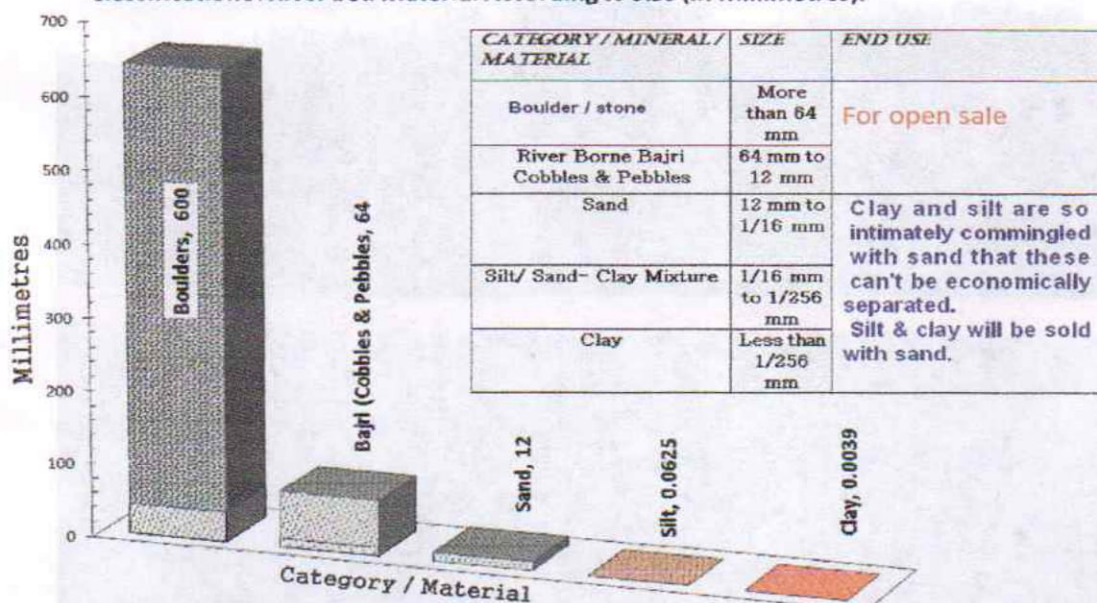 700
600
500
400
300
200
100
0
Millimetres
Boulders, 600
Bajri (Cobbles & Pebbles, 64
Sand, 12
Silt, 0.0625
Clay, 0.0039
Category / Material
CATEGORY / MINERAL / MATERIAL SIZE END USE
Boulder / stone More than 64 mm For open sale
River Borne Bajri Cobbles & Pebbles 64 mm to 12 mm
Sand 12 mm to 1/16 mm
Silt/ Sand- Clay Mixture 1/16 mm to 1/256 mm
Clay Less than 1/256 mm
Clay and silt are so
intimately commingled
with sand that these
can't be economically
separated.
Silt & clay will be sold
with sand.